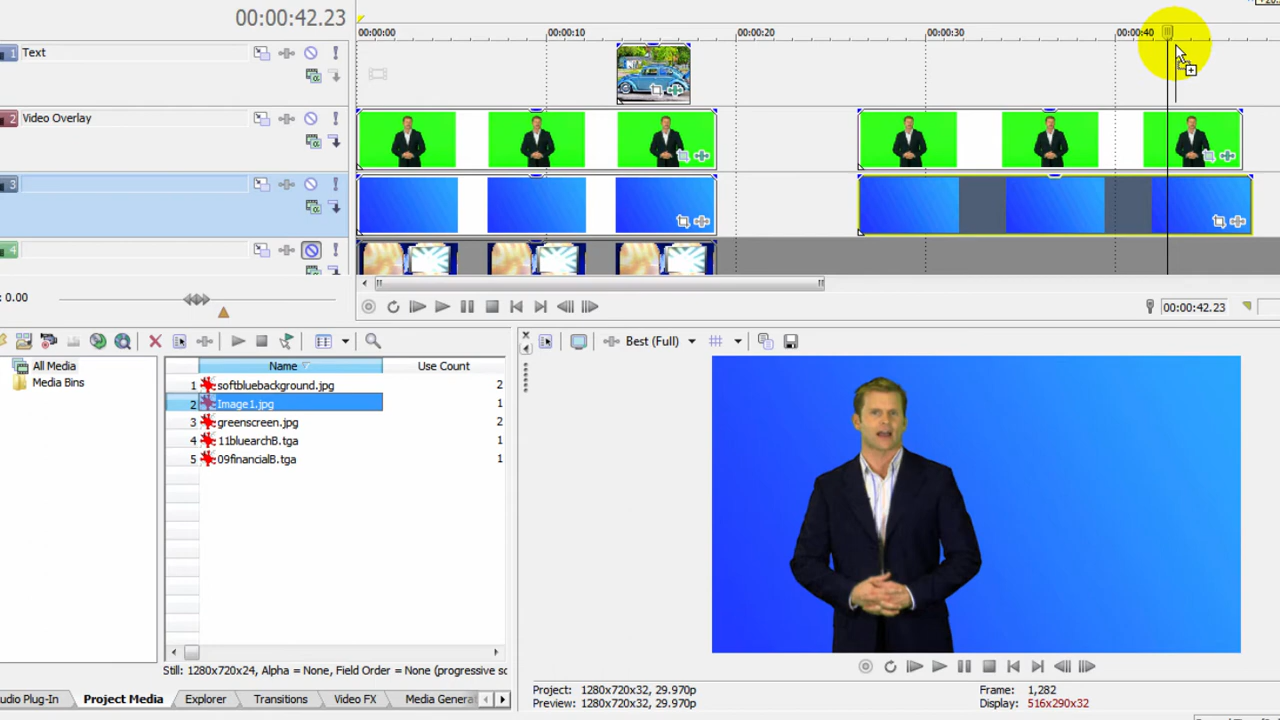 00:00:42.23
00:00:00
00:00:10
00:00:20
00:00:30
00:00:40
1 Text
2 Video Overlay
3
4
: 0.00
00:00:42.23
Best (Full)
All Media
Media Bins
Name
Use Count
1 softbluebackground.jpg 2
2 Image1.jpg 1
3 greenscreen.jpg 2
4 11bluearchB.tga 1
5 09financialB.tga 1
Still: 1280x720x24, Alpha = None, Field Order = None (progressive sc
udio Plug-In
Project Media
Explorer
Transitions
Video FX
Media Genera
Project: 1280x720x32, 29.970p
Preview: 1280x720x32, 29.970p
Frame: 1,282
Display: 516x290x32